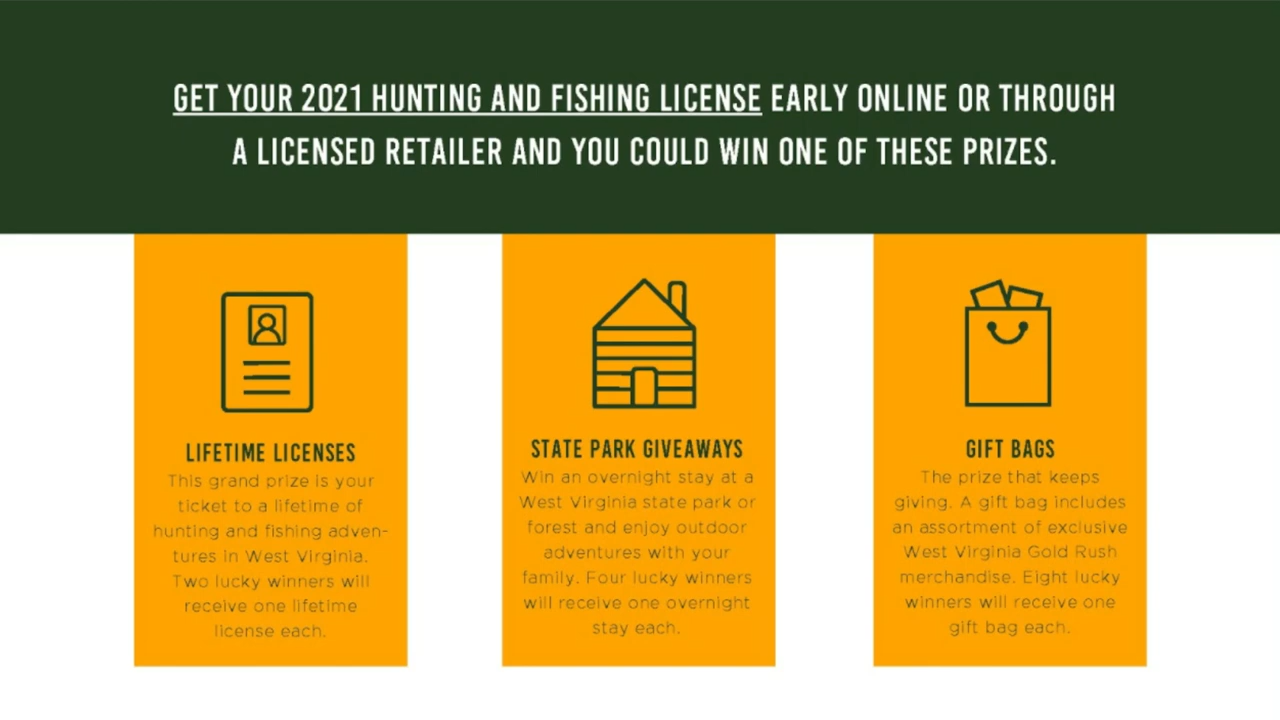 GET YOUR 2021 HUNTING AND FISHING LICENSE EARLY ONLINE OR THROUGH
A LICENSED RETAILER AND YOU COULD WIN ONE OF THESE PRIZES.
LIFETIME LICENSES
This grand prize is your
ticket to a lifetime of
hunting and fishing adven-
tures in West Virginia.
Two lucky winners will
receive one lifetime
license each.
STATE PARK GIVEAWAYS
Win an overnight stay at a
West Virginia state park or
forest and enjoy outdoor
adventures with your
family. Four lucky winners
will receive one overnight
stay each.
GIFT BAGS
The prize that keeps
giving. A gift bag includes
an assortment of exclusive
West Virginia Gold Rush
merchandise. Eight lucky
winners will receive one
gift bag each.